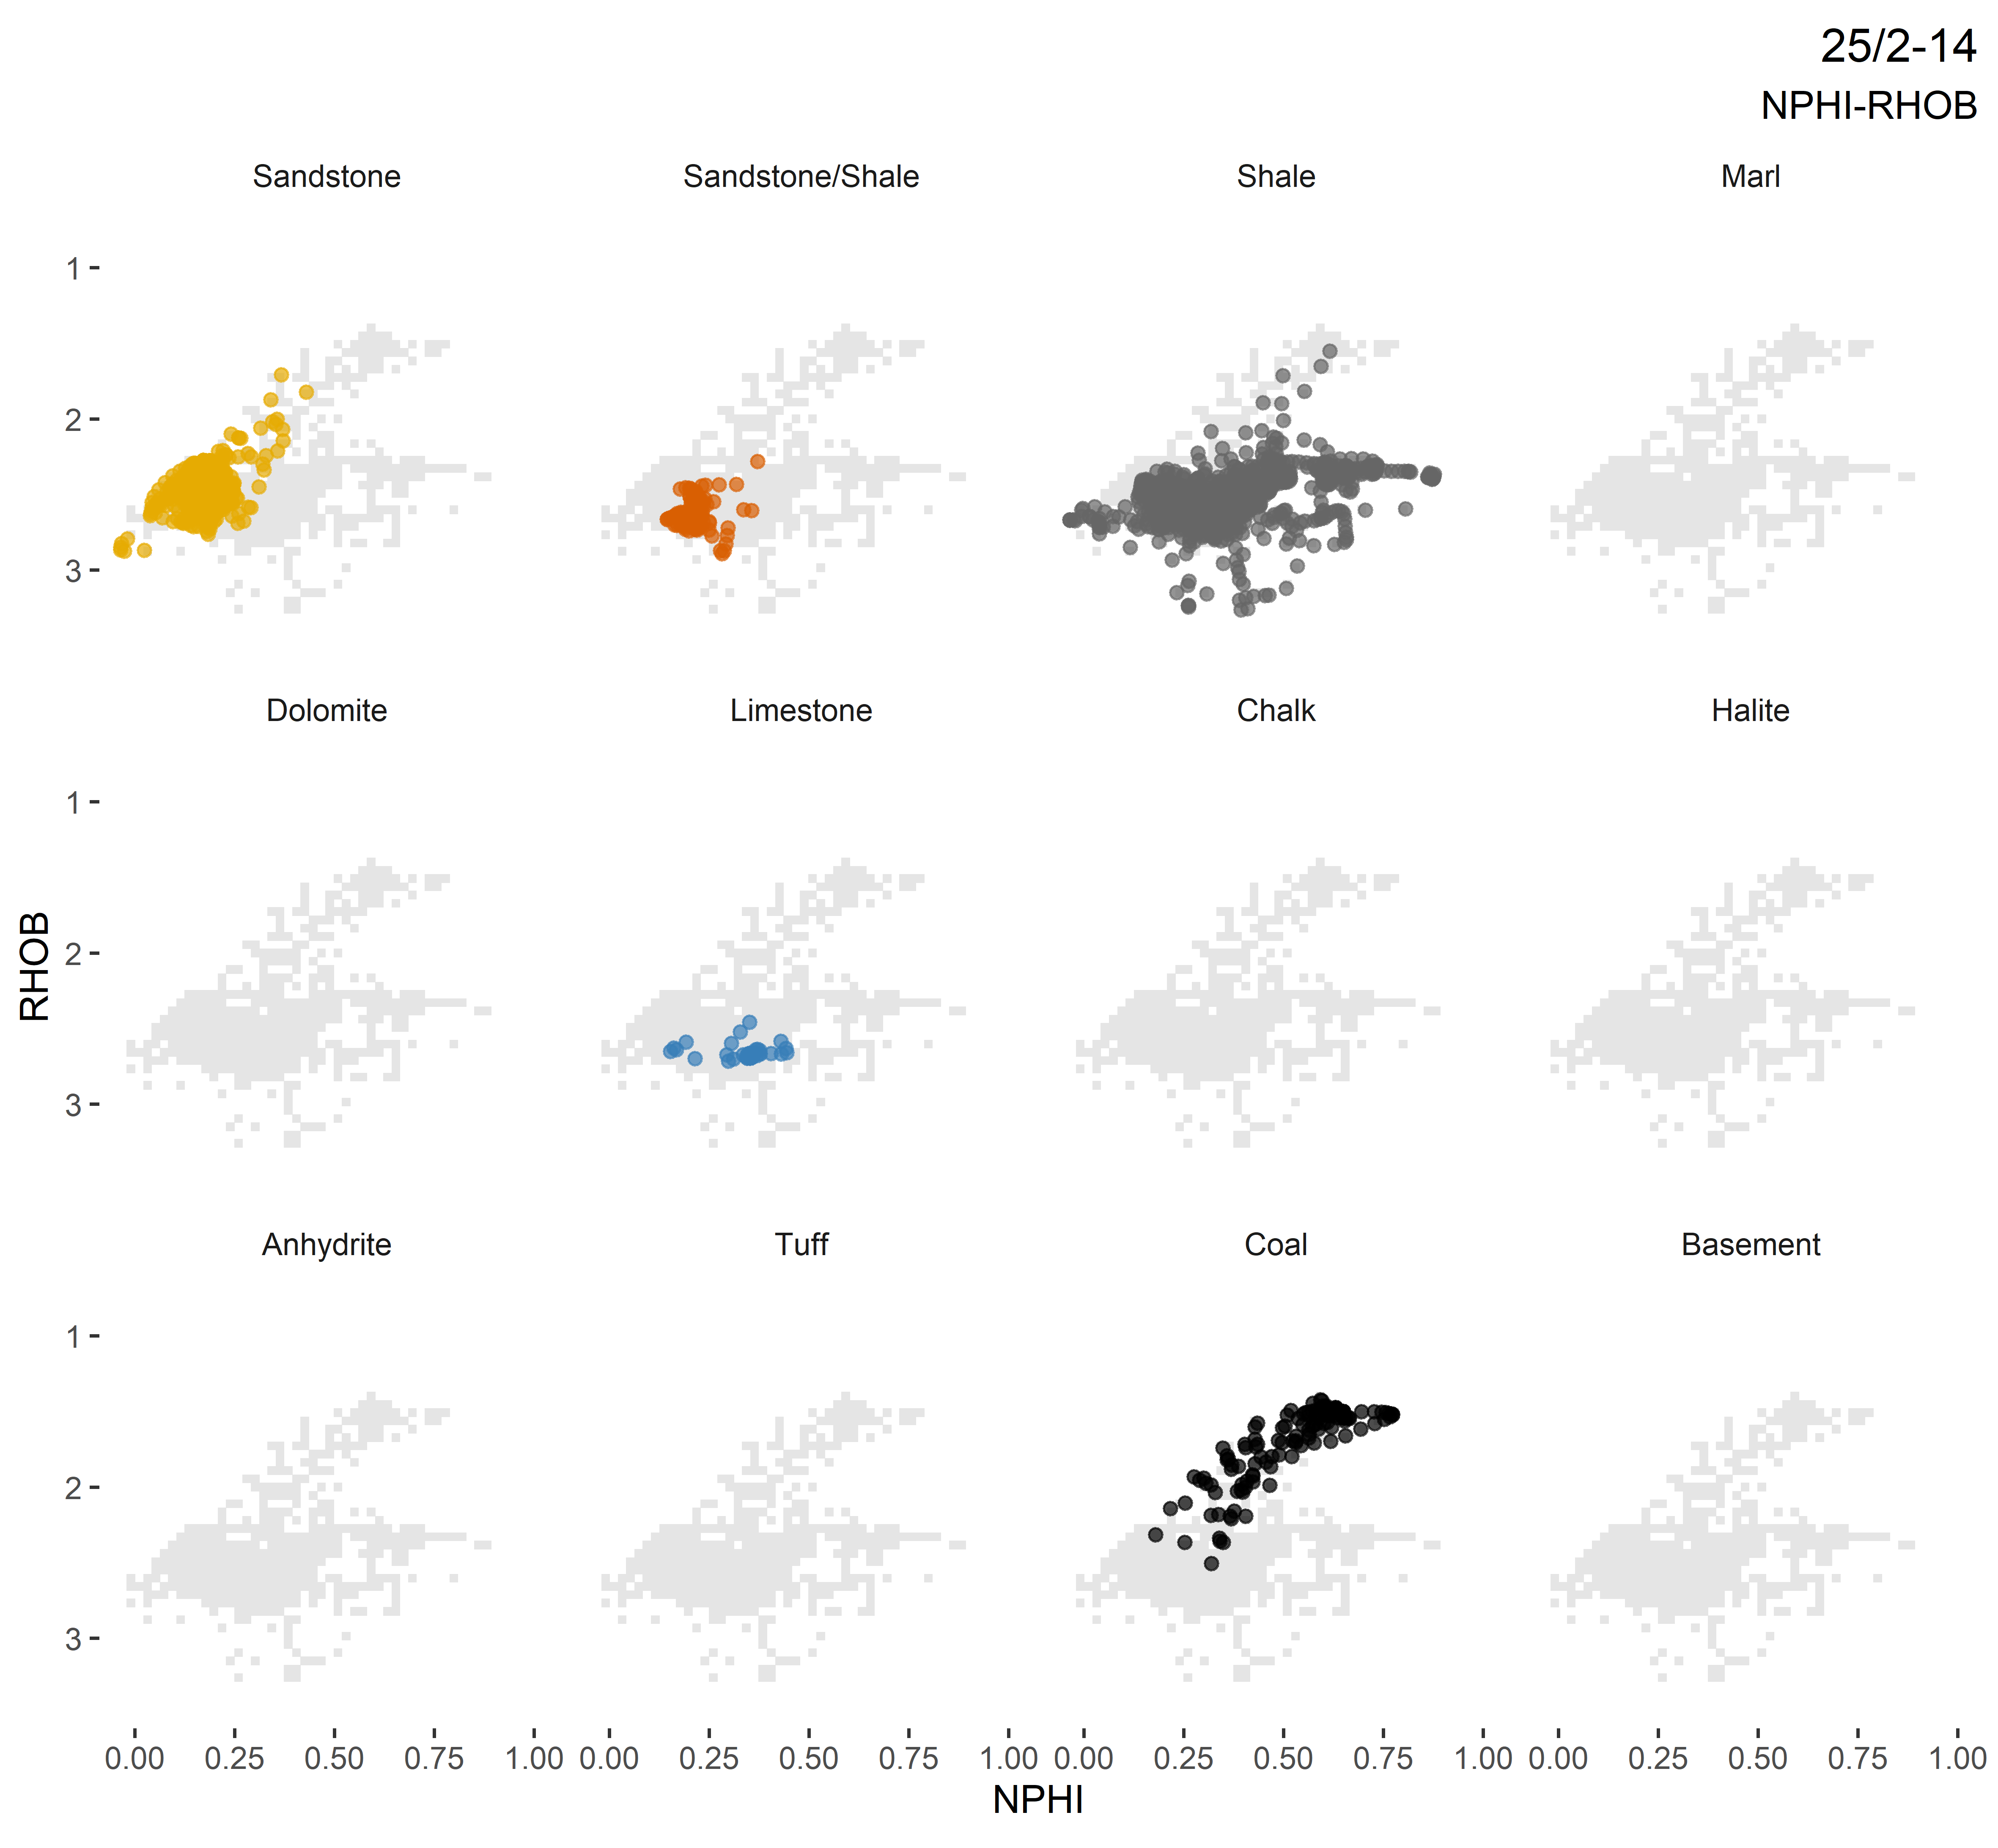 25/2-14
NPHI-RHOB
Sandstone Sandstone/Shale Shale Marl
1
2
3
Dolomite Limestone Chalk Halite
1
2
3
RHOB
Anhydrite Tuff Coal Basement
1
2
3
0.00 0.25 0.50 0.75 1.00 0.00 0.25 0.50 0.75 1.00 0.00 0.25 0.50 0.75 1.00 0.00 0.25 0.50 0.75 1.00
NPHI